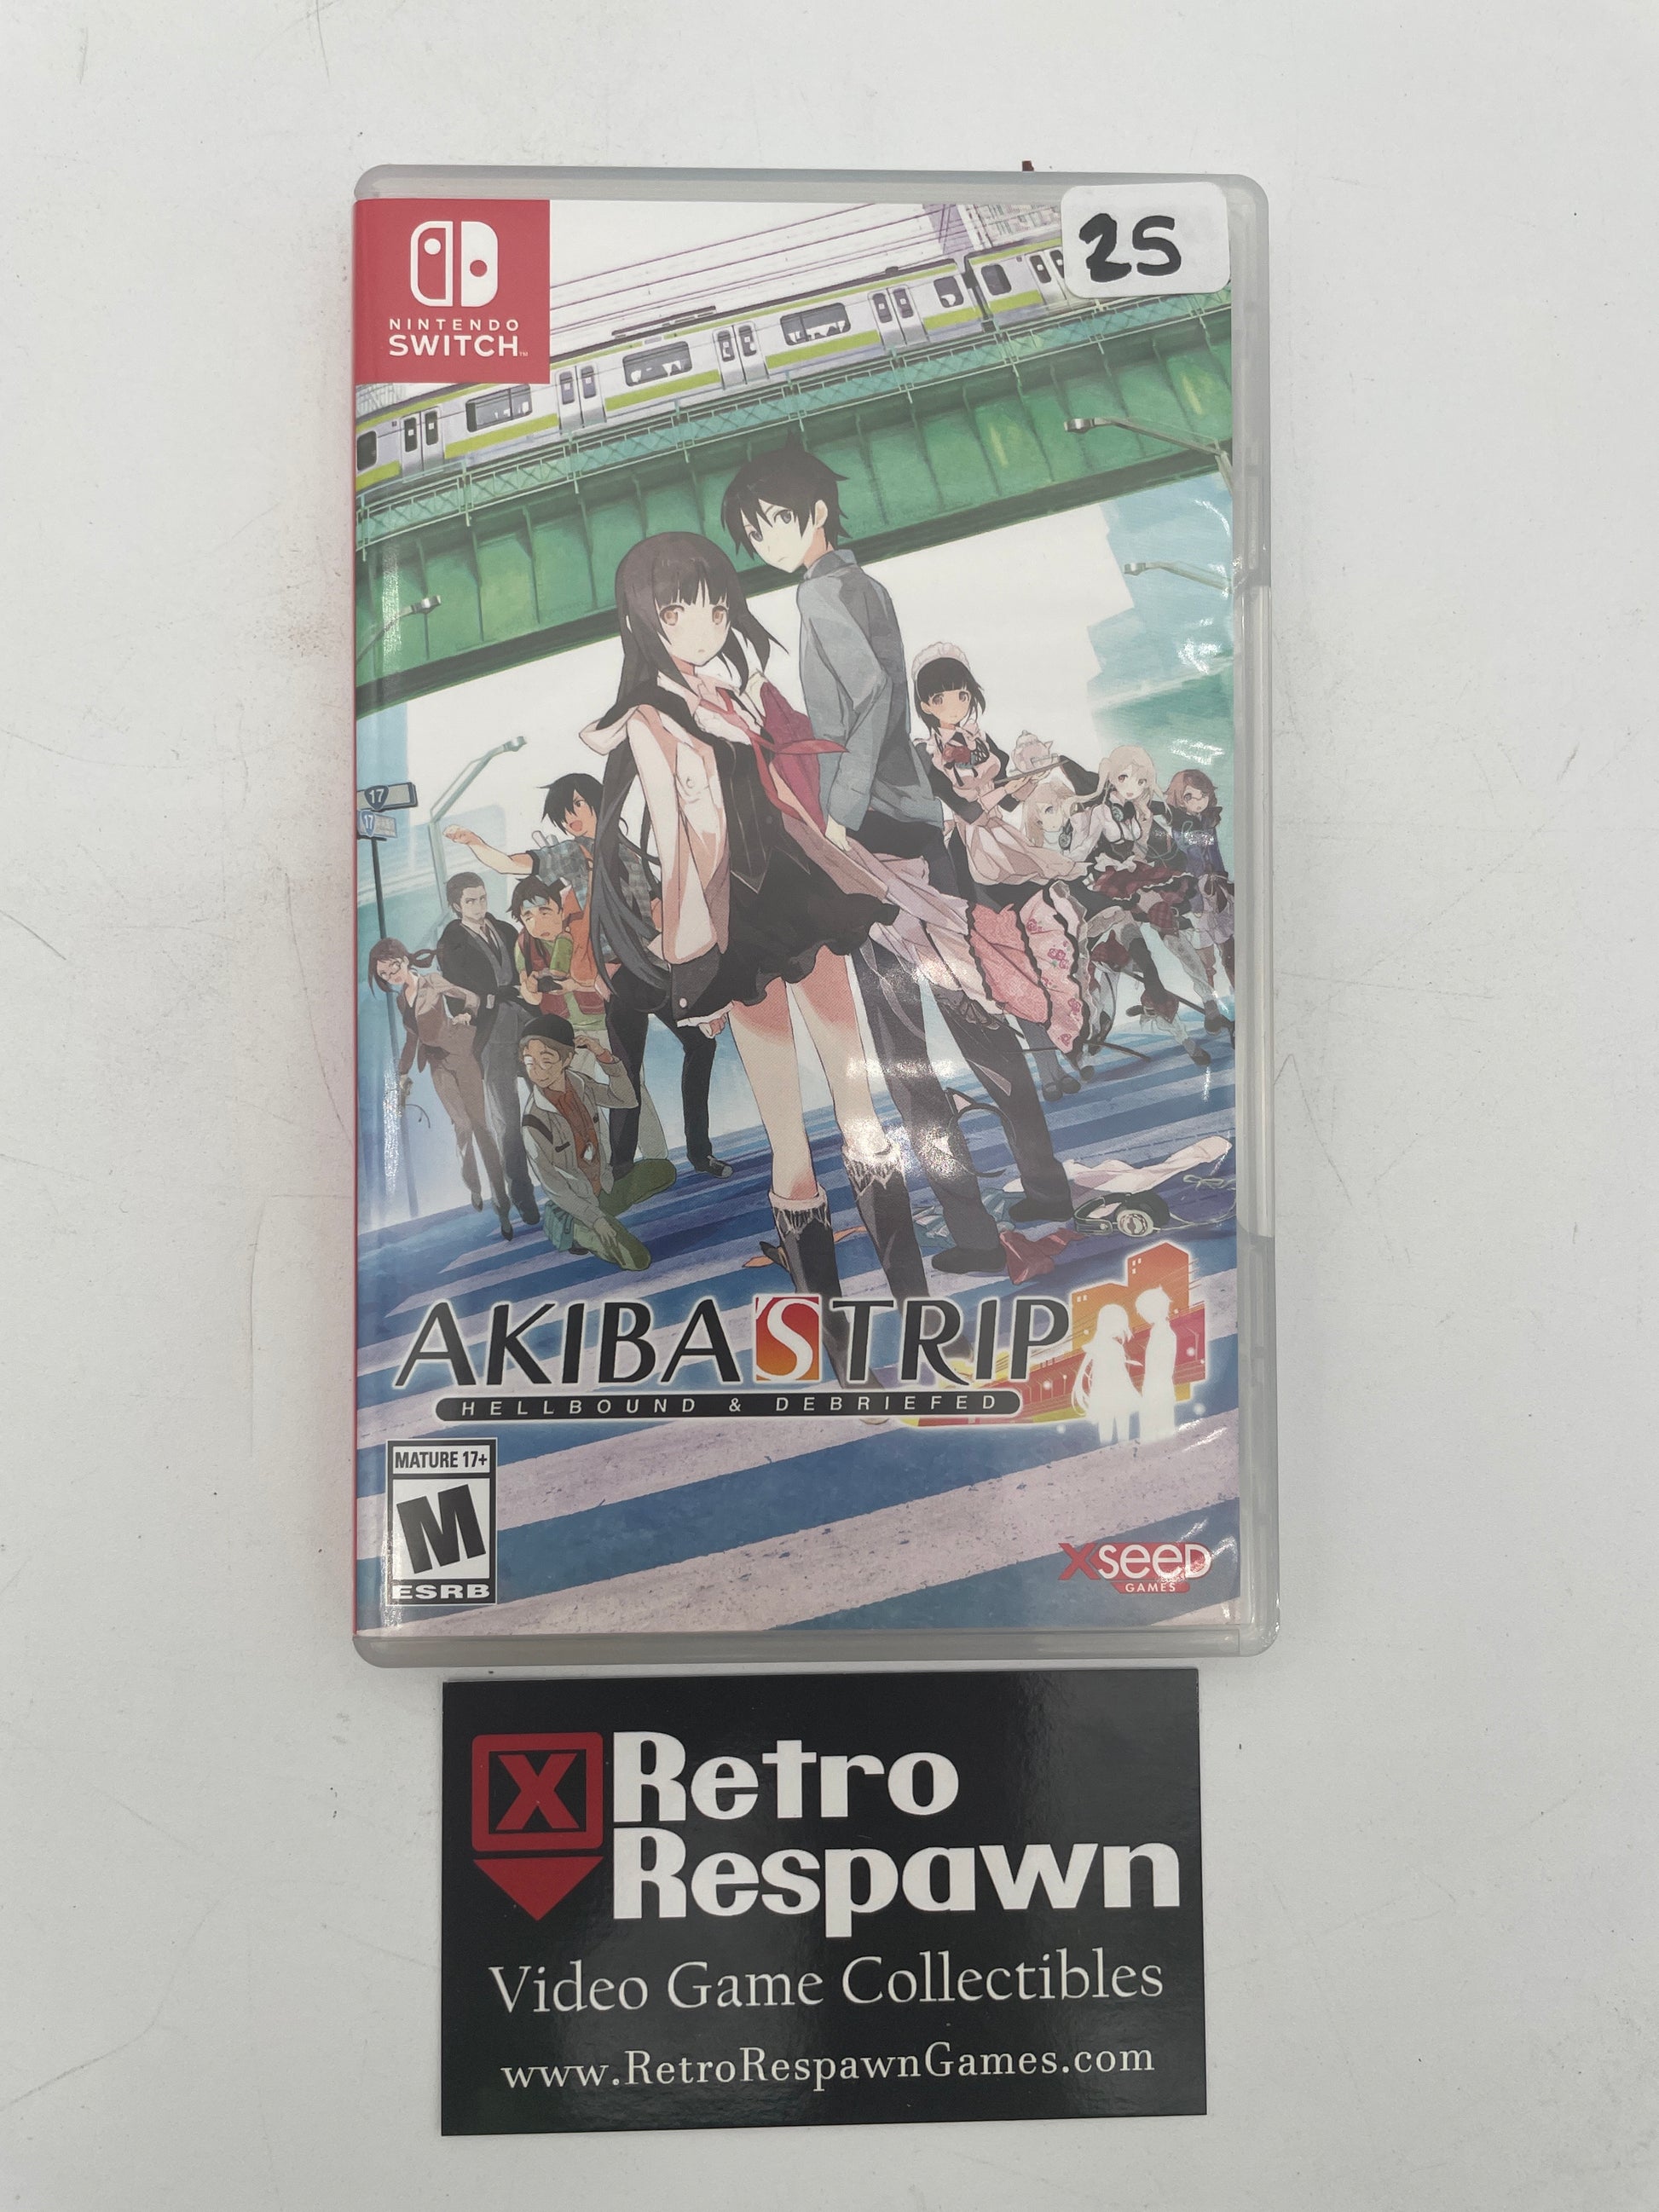 25
NINTENDO
SWITCH™
17
17
AKIBA'S TRIP
HELLBOUND & DEBRIEFED
MATURE 17+
M
ESRB
XSEED
GAMES
X Retro
Respawn
Video Game Collectibles
www.RetroRespawnGames.com